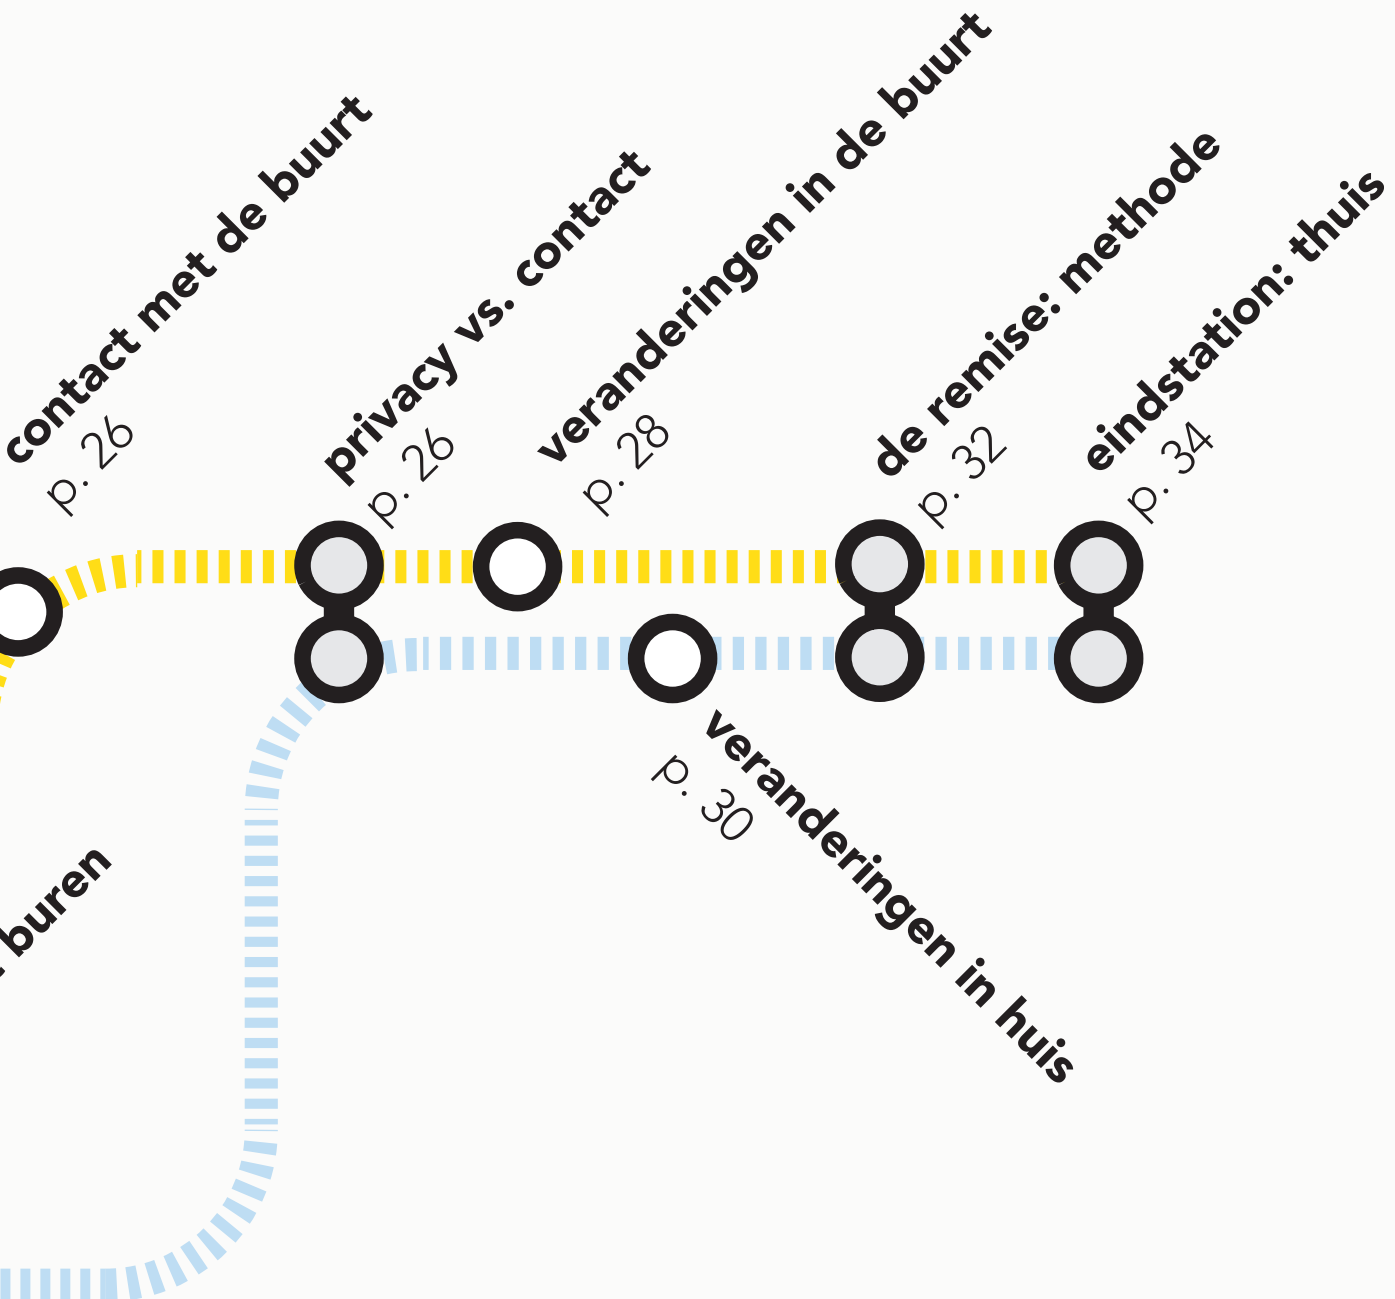 contact met de buurt
p. 26
privacy vs. contact
p. 26
veranderingen in de buurt
p. 28
de remise: methode
p. 32
eindstation: thuis
p. 34
veranderingen in huis
p. 30
buren